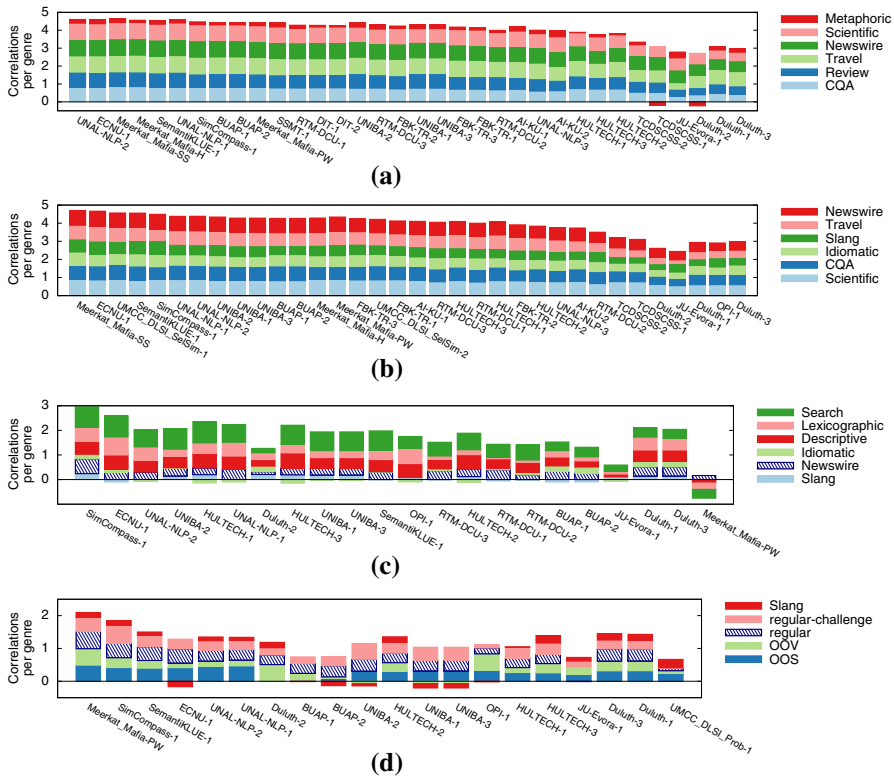 Correlations
per genre
5
4
3
2
1
0
Metaphoric
Scientific
Newswire
Travel
Review
CQA
UNAL-NLP-2
ECNU-1
Meerkat_Mafia-SS
Meerkat_Mafia-H
SemantiKLUE-1
UNAL-NLP-1
SimCompass-1
BUAP-1
BUAP-2
Meerkat_Mafia-PW
SSMT-1
RTM-DCU-1
DIT-1
DIT-2
UNIBA-2
RTM-DCU-3
FBK-TR-2
UNIBA-1
UNIBA-3
FBK-TR-3
FBK-TR-1
RTM-DCU-2
AI-KU-1
UNAL-NLP-3
AI-KU-2
HULTECH-1
HULTECH-3
HULTECH-2
TCDSCSS-2
TCDSCSS-1
JU-Evora-1
Duluth-2
Duluth-1
Duluth-3
(a)
Correlations
per genre
5
4
3
2
1
0
Newswire
Travel
Slang
Idiomatic
CQA
Scientific
Meerkat_Mafia-SS
ECNU-1
UMCC_DLSI_SelSim-1
SemantiKLUE-1
SimCompass-1
UNAL-NLP-1
UNAL-NLP-2
UNIBA-2
UNIBA-1
UNIBA-3
BUAP-1
BUAP-2
Meerkat_Mafia-H
FBK-TR-3
Meerkat_Mafia-PW
UMCC_DLSI_SelSim-2
FBK-TR-1
AI-KU-1
RTM-DCU-3
HULTECH-3
RTM-DCU-1
HULTECH-1
FBK-TR-2
HULTECH-2
UNAL-NLP-3
AI-KU-2
RTM-DCU-2
TCDSCSS-2
TCDSCSS-1
Duluth-2
JU-Evora-1
Duluth-1
OPI-1
Duluth-3
(b)
Correlations
per genre
3
2
1
0
Search
Lexicographic
Descriptive
Idiomatic
Newswire
Slang
SimCompass-1
ECNU-1
UNAL-NLP-2
UNIBA-2
HULTECH-1
UNAL-NLP-1
Duluth-2
HULTECH-3
UNIBA-1
UNIBA-3
SemantiKLUE-1
OPI-1
RTM-DCU-3
HULTECH-2
RTM-DCU-1
RTM-DCU-2
BUAP-1
BUAP-2
JU-Evora-1
Duluth-1
Duluth-3
Meerkat_Mafia-PW
(c)
Correlations
per genre
2
1
0
Slang
regular-challenge
regular
OOV
OOS
Meerkat_Mafia-PW
SimCompass-1
SemantiKLUE-1
ECNU-1
UNAL-NLP-2
UNAL-NLP-1
Duluth-2
BUAP-1
BUAP-2
UNIBA-2
HULTECH-2
UNIBA-1
UNIBA-3
OPI-1
HULTECH-1
HULTECH-3
JU-Evora-1
Duluth-3
Duluth-1
UMCC_DLSI_Prob-1
(d)